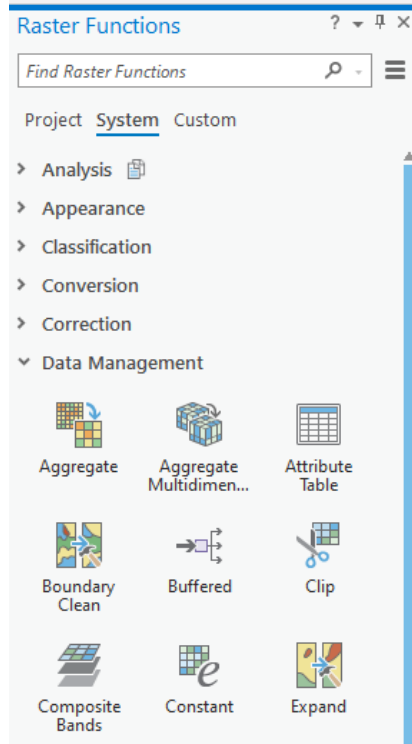 Raster Functions
Find Raster Functions
Project System Custom
Analysis
Appearance
Classification
Conversion
Correction
Data Management
Aggregate
Aggregate
Multidimen...
Attribute
Table
Boundary
Clean
Buffered
Clip
Composite
Bands
Constant
Expand